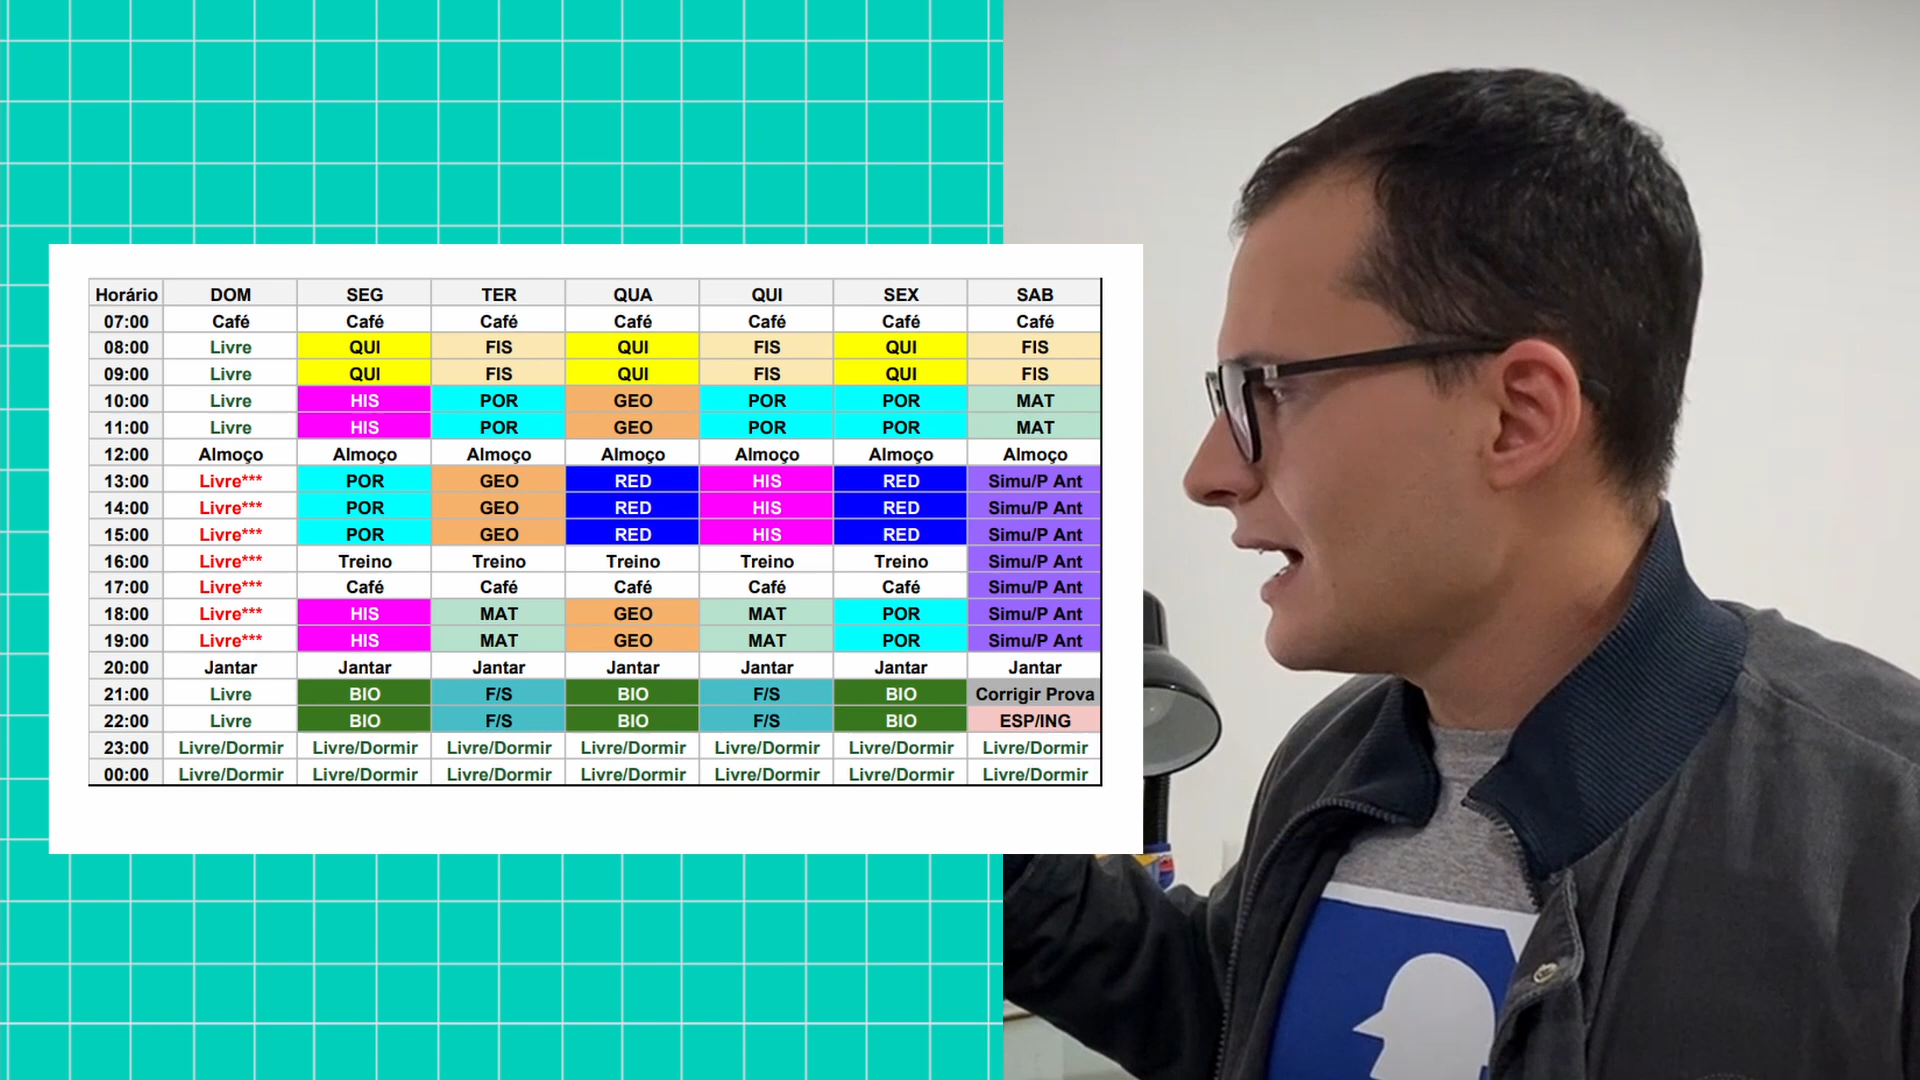 Horário DOM SEG TER QUA QUI SEX SAB
07:00 Café Café Café Café Café Café Café
08:00 Livre QUI FIS QUI FIS QUI FIS
09:00 Livre QUI FIS QUI FIS QUI FIS
10:00 Livre HIS POR GEO POR POR MAT
11:00 Livre HIS POR GEO POR POR MAT
12:00 Almoço Almoço Almoço Almoço Almoço Almoço Almoço
13:00 Livre*** POR GEO RED HIS RED Simu/P Ant
14:00 Livre*** POR GEO RED HIS RED Simu/P Ant
15:00 Livre*** POR GEO RED HIS RED Simu/P Ant
16:00 Livre*** Treino Treino Treino Treino Treino Simu/P Ant
17:00 Livre*** Café Café Café Café Café Simu/P Ant
18:00 Livre*** HIS MAT GEO MAT POR Simu/P Ant
19:00 Livre*** HIS MAT GEO MAT POR Simu/P Ant
20:00 Jantar Jantar Jantar Jantar Jantar Jantar Jantar
21:00 Livre BIO F/S BIO F/S BIO Corrigir Prova
22:00 Livre BIO F/S BIO F/S BIO ESP/ING
23:00 Livre/Dormir Livre/Dormir Livre/Dormir Livre/Dormir Livre/Dormir Livre/Dormir Livre/Dormir
00:00 Livre/Dormir Livre/Dormir Livre/Dormir Livre/Dormir Livre/Dormir Livre/Dormir Livre/Dormir